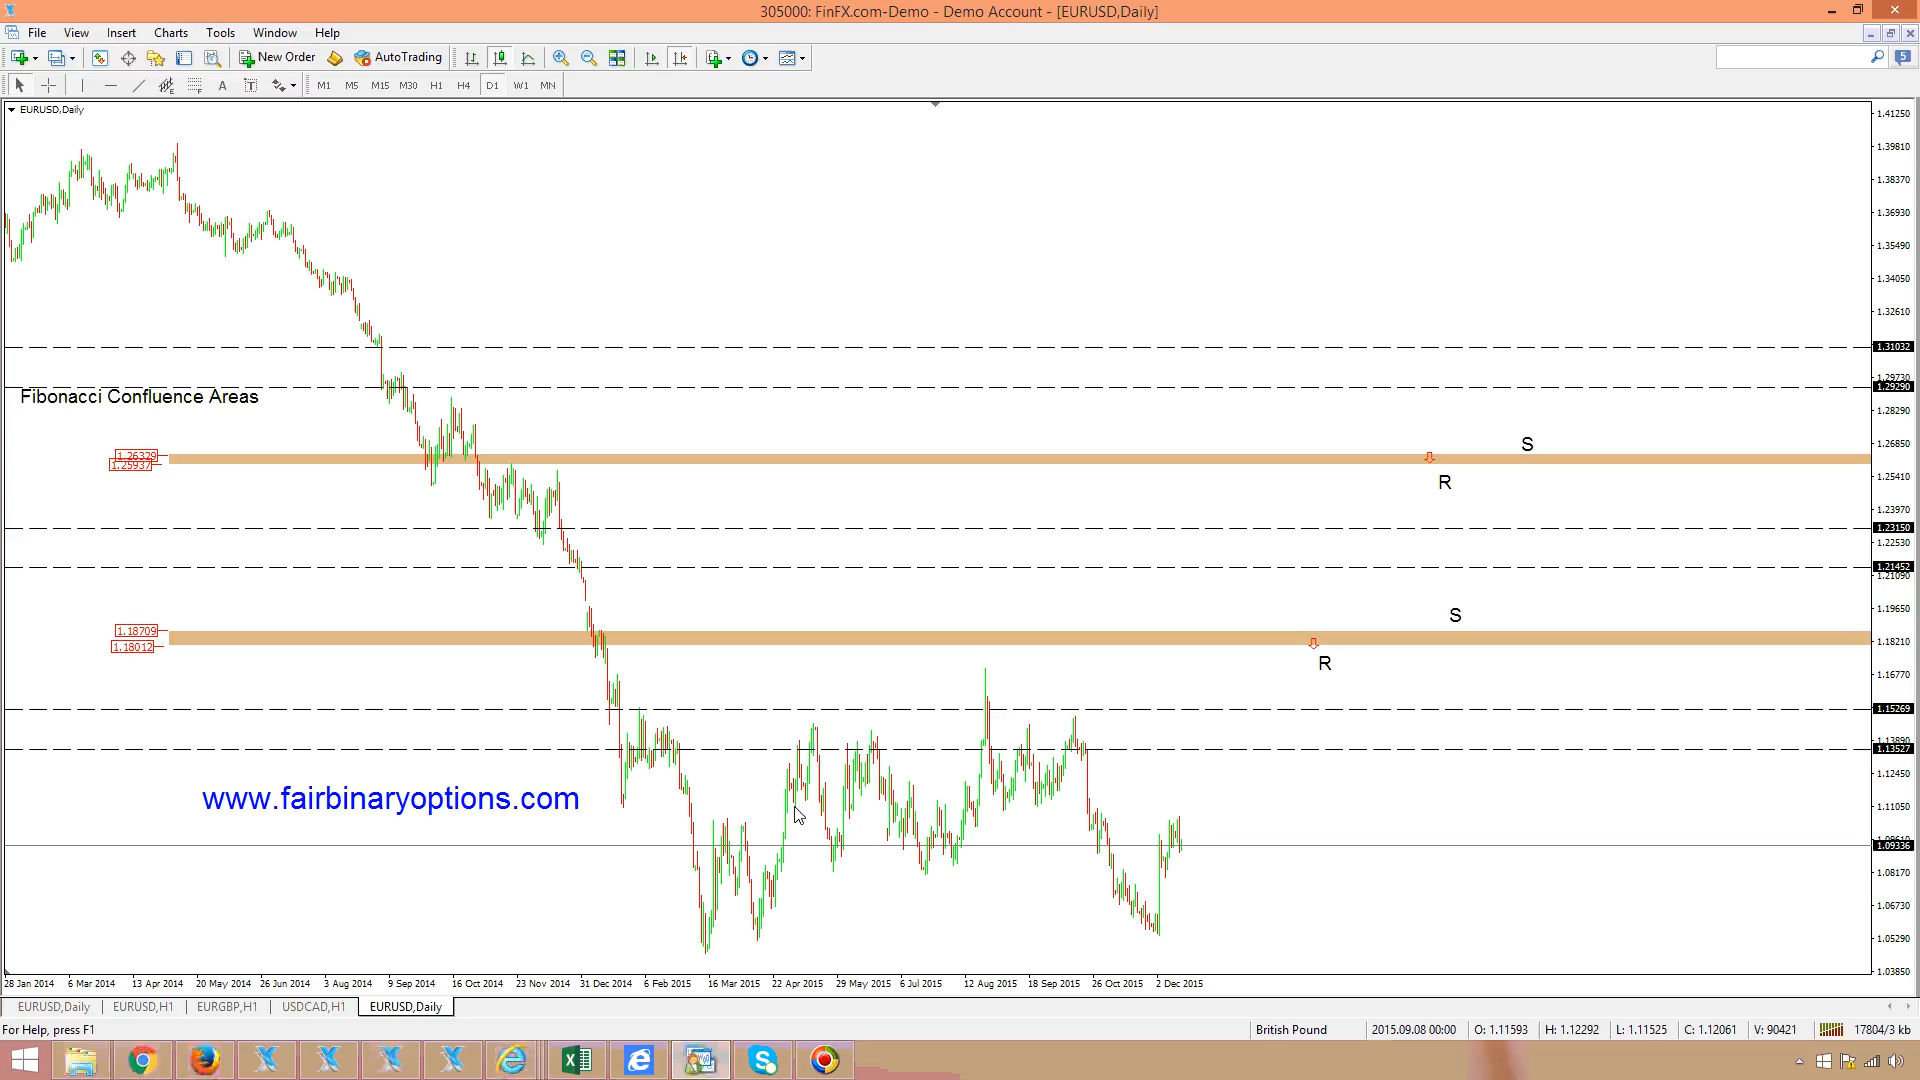 305000: FinFX.com-Demo - Demo Account - [EURUSD,Daily]
File View Insert Charts Tools Window Help
New Order AutoTrading
5
A T M1 M5 M15 M30 H1 H4 D1 W1 MN
EURUSD,Daily
1.41250
1.39810
1.38370
1.36930
1.35490
1.34050
1.32610
1.31032
1.29730
1.29290
Fibonacci Confluence Areas
1.28290
S
1.26850
1.26329
1.25937
R
1.25410
1.23970
1.23150
1.22530
1.21452
1.21090
1.19650
S
1.18709
1.18210
1.18012
R
1.16770
1.15269
1.13890
1.13527
1.12450
www.fairbinaryoptions.com
1.11050
1.09610
1.09336
1.08170
1.06730
1.05290
1.03850
28 Jan 2014 6 Mar 2014 13 Apr 2014 20 May 2014 26 Jun 2014 3 Aug 2014 9 Sep 2014 16 Oct 2014 23 Nov 2014 31 Dec 2014 6 Feb 2015 16 Mar 2015 22 Apr 2015 29 May 2015 6 Jul 2015 12 Aug 2015 18 Sep 2015 26 Oct 2015 2 Dec 2015
EURUSD,Daily EURUSD,H1 EURGBP,H1 USDCAD,H1 EURUSD,Daily
For Help, press F1 British Pound 2015.09.08 00:00 O: 1.11593 H: 1.12292 L: 1.11525 C: 1.12061 V: 90421 17804/3 kb